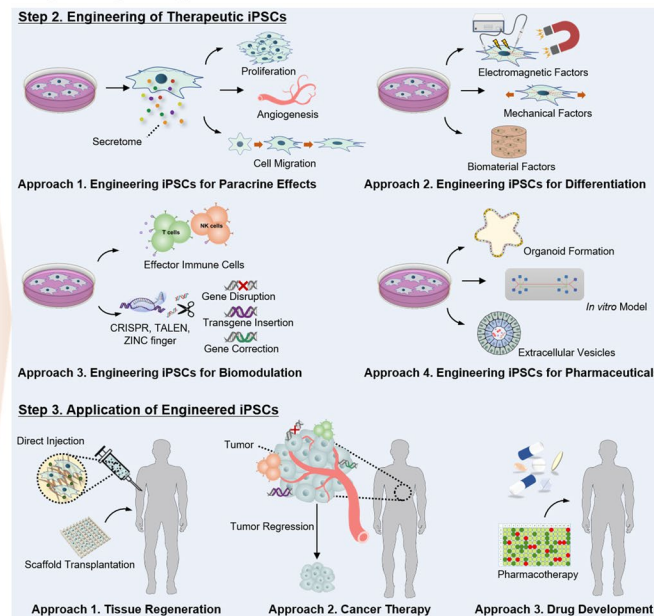 Step 2. Engineering of Therapeutic iPSCs
Proliferation
Angiogenesis
Secretome
Cell Migration
Approach 1. Engineering iPSCs for Paracrine Effects
Electromagnetic Factors
Mechanical Factors
Biomaterial Factors
Approach 2. Engineering iPSCs for Differentiation
T cells
NK cells
Effector Immune Cells
Gene Disruption
CRISPR, TALEN,
ZINC finger
Transgene Insertion
Gene Correction
Approach 3. Engineering iPSCs for Biomodulation
Organoid Formation
In vitro Model
Extracellular Vesicles
Approach 4. Engineering iPSCs for Pharmaceutical
Step 3. Application of Engineered iPSCs
Direct Injection
Scaffold Transplantation
Approach 1. Tissue Regeneration
Tumor
Tumor Regression
Approach 2. Cancer Therapy
Pharmacotherapy
Approach 3. Drug Development